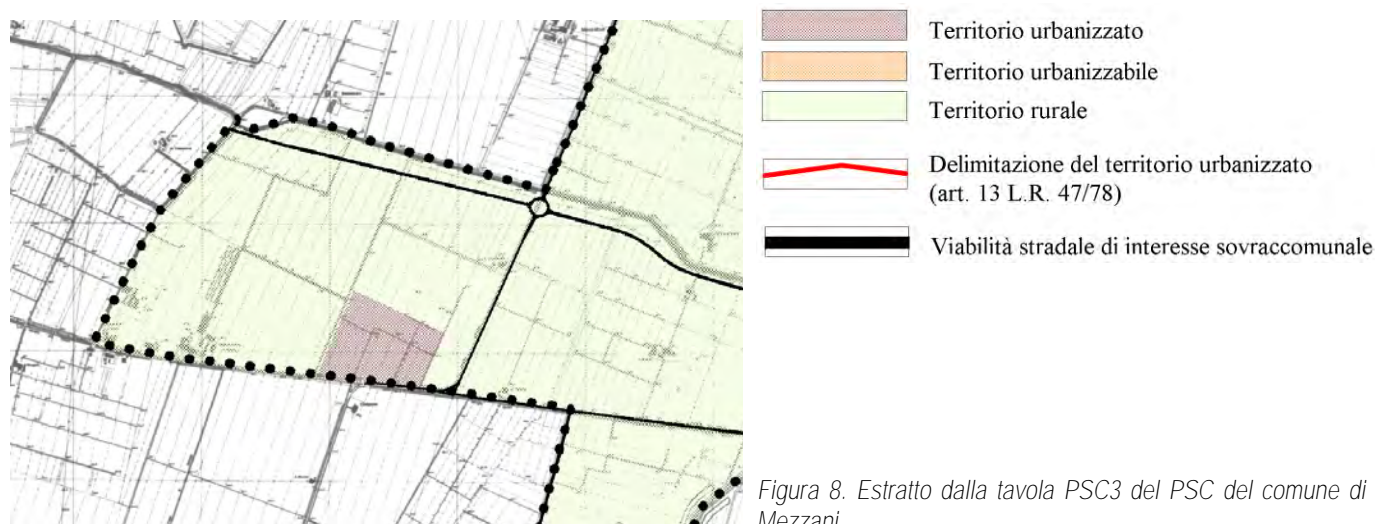 Territorio urbanizzato
Territorio urbanizzabile
Territorio rurale
Delimitazione del territorio urbanizzato
(art. 13 L.R. 47/78)
Viabilità stradale di interesse sovraccomunale
Figura 8. Estratto dalla tavola PSC3 del PSC del comune di
Mezzani